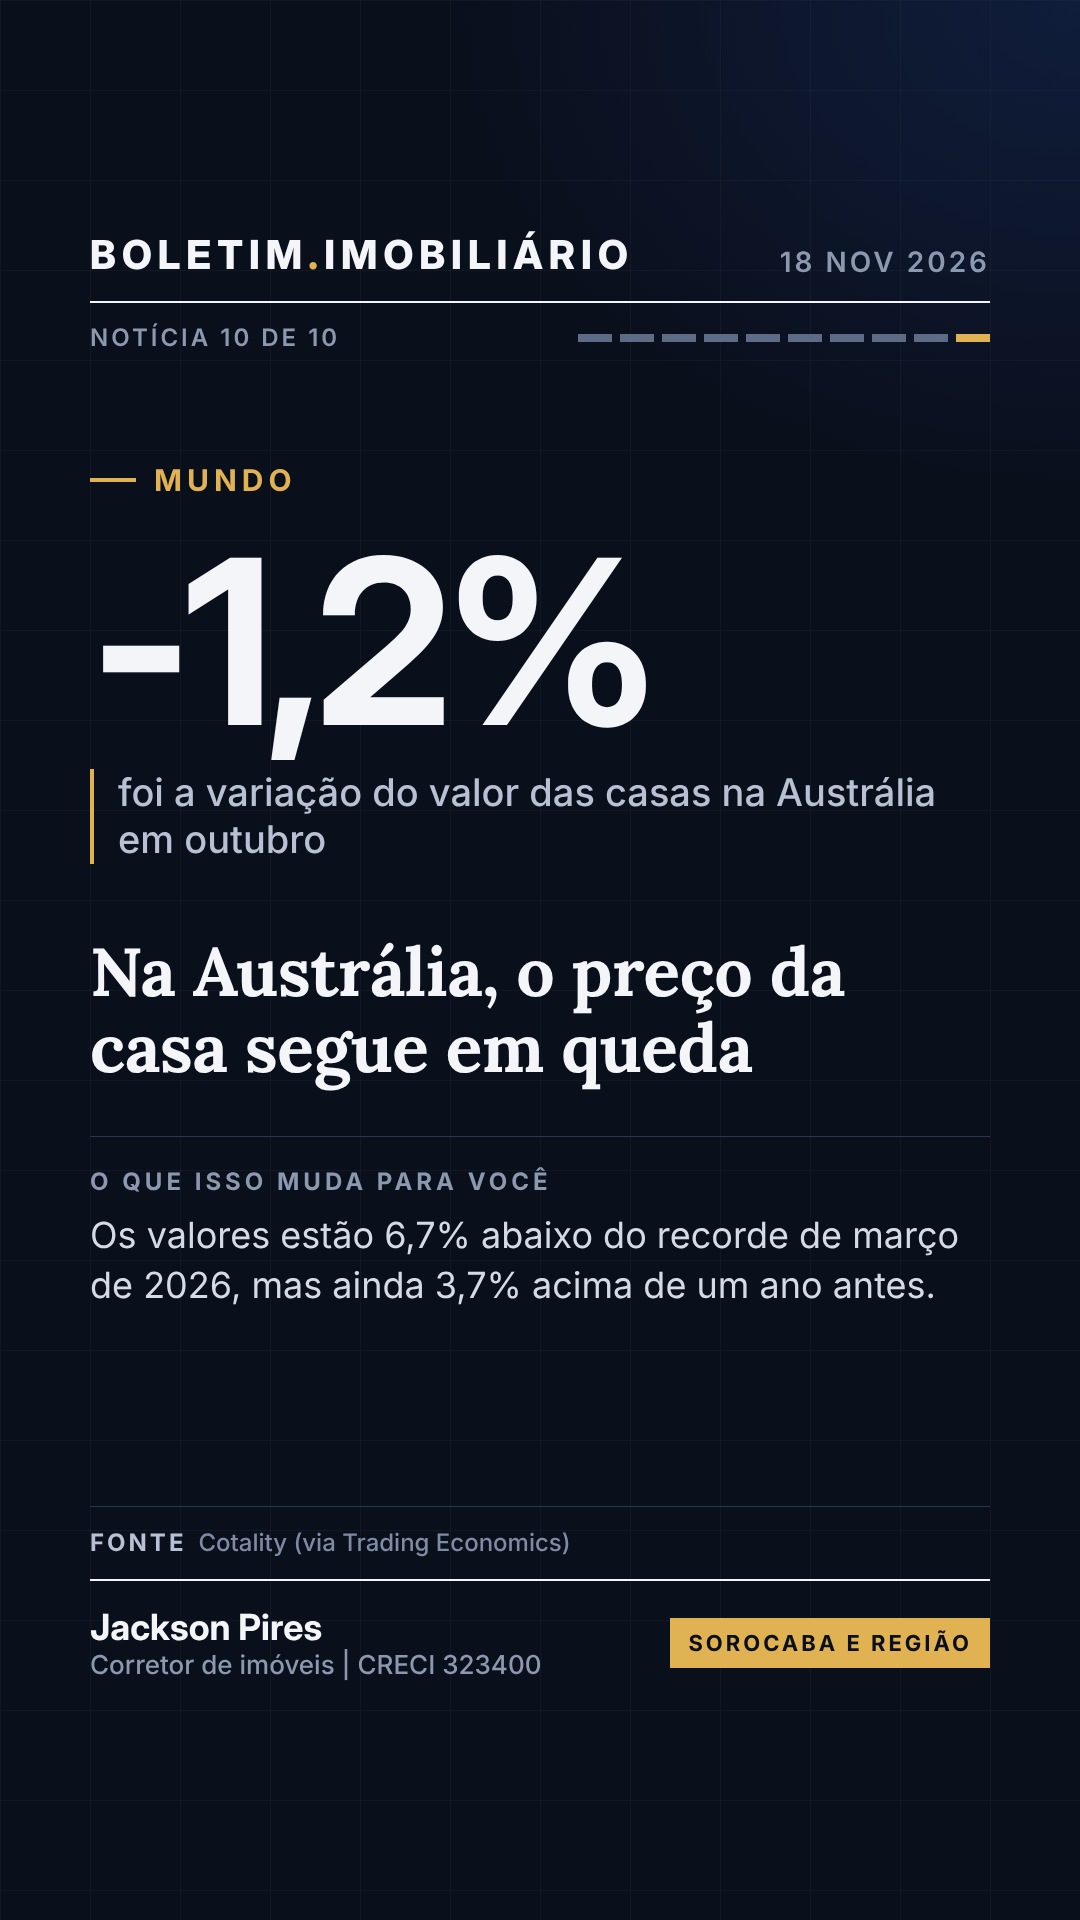 BOLETIM.IMOBILIÁRIO
18 NOV 2026
NOTÍCIA 10 DE 10
MUNDO
-1,2%
foi a variação do valor das casas na Austrália
em outubro
Na Austrália, o preço da
casa segue em queda
O QUE ISSO MUDA PARA VOCÊ
Os valores estão 6,7% abaixo do recorde de março
de 2026, mas ainda 3,7% acima de um ano antes.
FONTE Cotality (via Trading Economics)
Jackson Pires
Corretor de imóveis | CRECI 323400
SOROCABA E REGIÃO